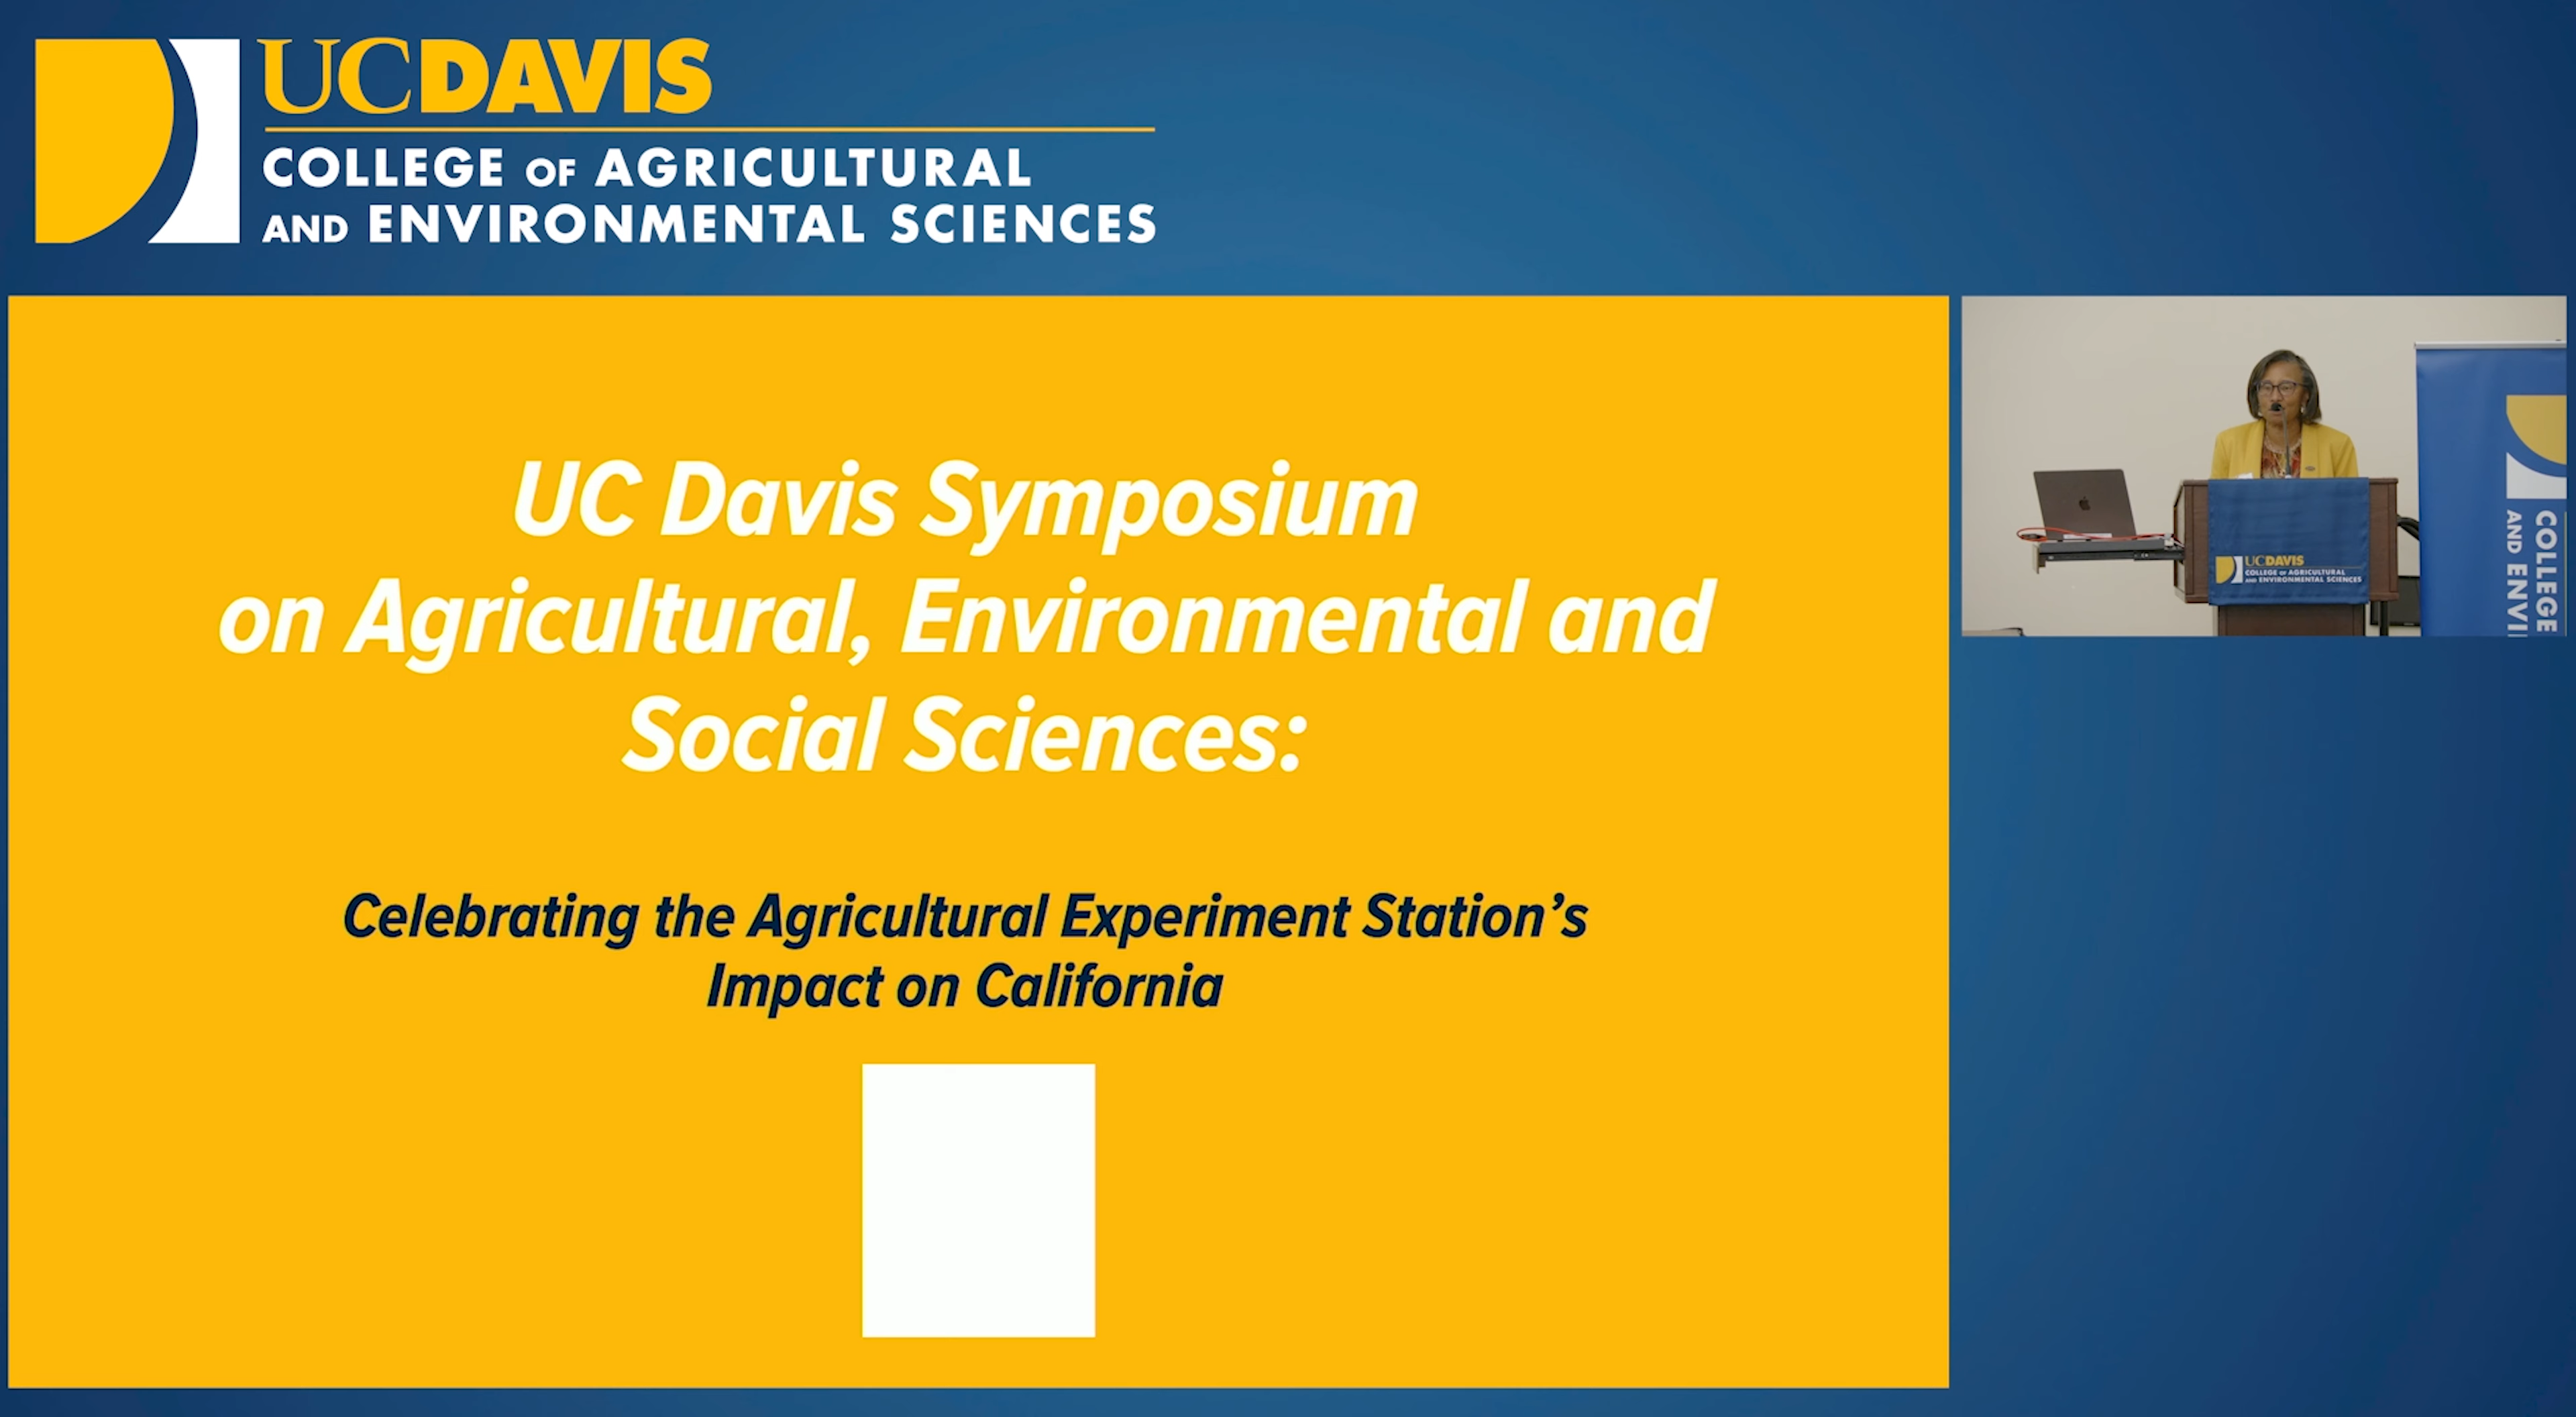 UCDAVIS
COLLEGE OF AGRICULTURAL
AND ENVIRONMENTAL SCIENCES
UC Davis Symposium
on Agricultural, Environmental and
Social Sciences:
Celebrating the Agricultural Experiment Station’s
Impact on California
UCDAVIS
COLLEGE OF AGRICULTURAL
AND ENVIRONMENTAL SCIENCES
COLLEGE
AND ENVI